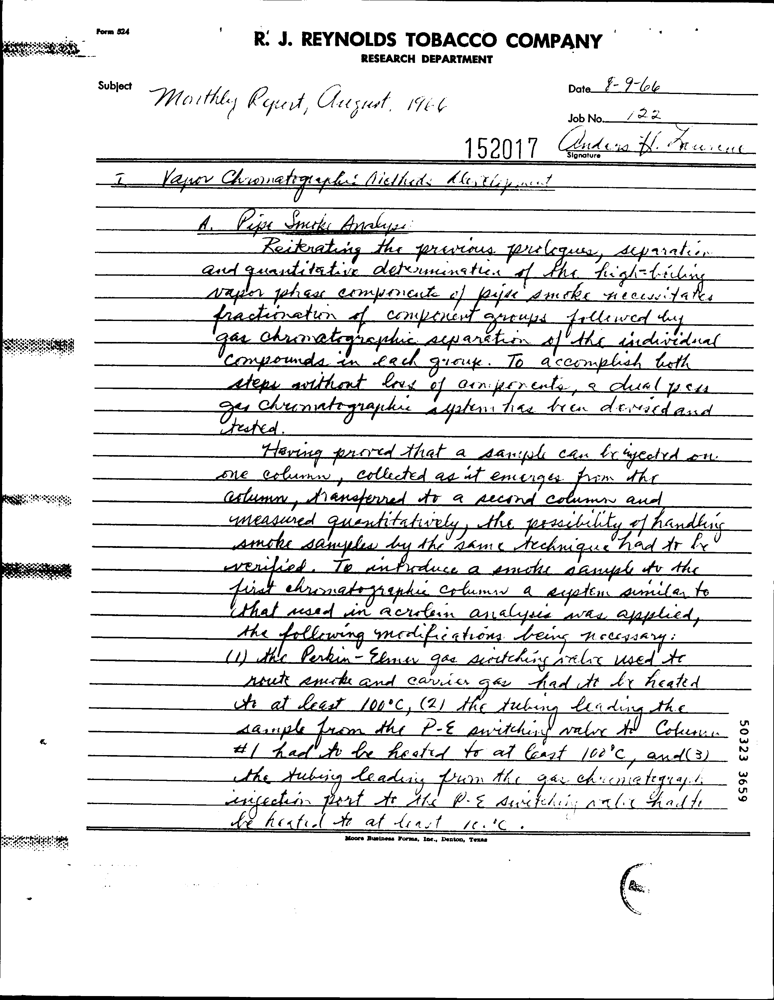 Form 524
R. J. REYNOLDS TOBACCO COMPANY
RESEARCH DEPARTMENT
Subject Monthly Report, August, 1966
Date 8-9-66
Job No. 122
152017
Signature Anders H. Laurene
I Vapor Chromatographic Methods Development
A. Pipe Smoke Analysis:
Reiterating the previous prologues, separation
and quantitative determination of the high-boiling
vapor phase components of pipe smoke necessitates
fractionation of component groups followed by
gas chromatographic separation of the individual
compounds in each group. To accomplish both
steps without loss of components, a dual pass
gas chromatographic system has been devised and
tested.
Having proved that a sample can be injected on
one column, collected as it emerges from the
column, transferred to a second column and
measured quantitatively, the possibility of handling
smoke samples by the same technique had to be
verified. To introduce a smoke sample to the
first chromatographic column a system similar to
that used in acrolein analysis was applied,
the following modifications being necessary:
(1) the Perkin-Elmer gas switching valve used to
route smoke and carrier gas had to be heated
to at least 100°C, (2) the tubing leading the
sample from the P-E switching valve to Column
#1 had to be heated to at least 100°C, and (3)
the tubing leading from the gas chromatograph
injection port to the P-E switching valve had to
be heated to at least 100°C.
Moore Business Forms, Inc., Denton, Texas
50323 3659